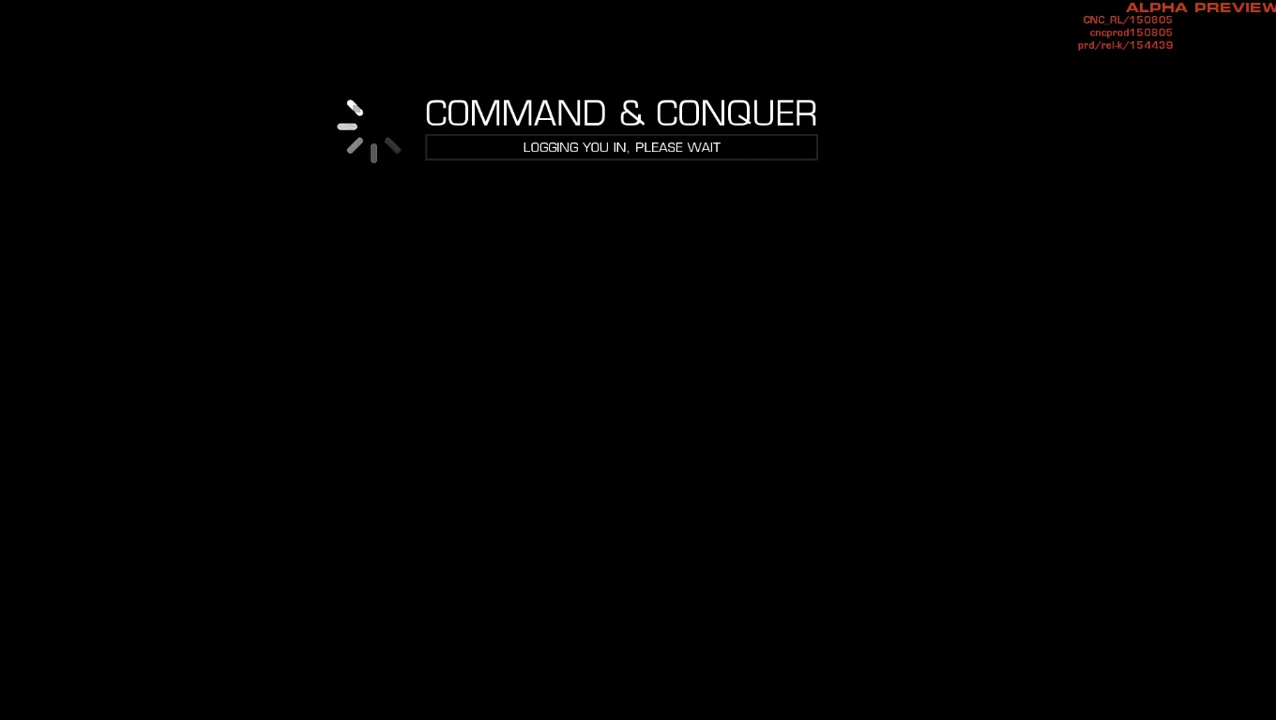 ALPHA PREVIEW
CNC_RL/150805
cncprod150805
prd/rel-k/154439
COMMAND & CONQUER
LOGGING YOU IN, PLEASE WAIT